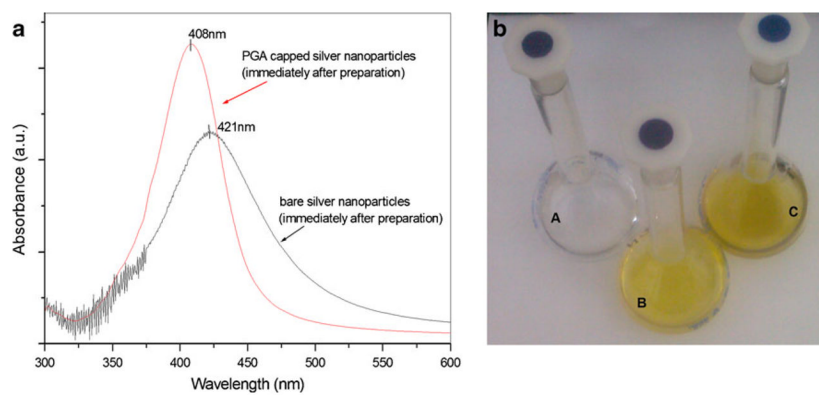 a
408nm
PGA capped silver nanoparticles
(immediately after preparation)
421nm
bare silver nanoparticles
(immediately after preparation)
Absorbance (a.u.)
300
350
400
450
500
550
600
Wavelength (nm)
b
A
B
C